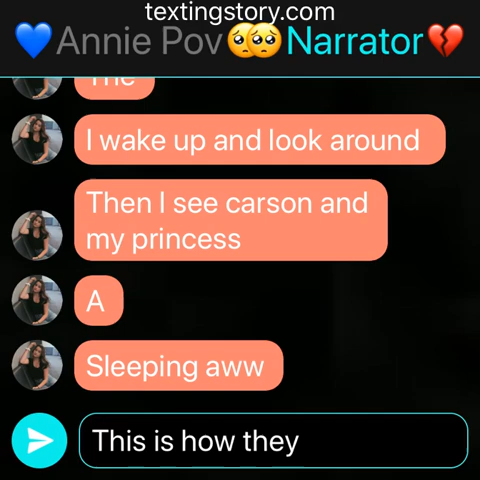 textingstory.com
💙Annie Pov🥺🥺Narrator💔
The
I wake up and look around
Then I see carson and
my princess
A
Sleeping aww
This is how they